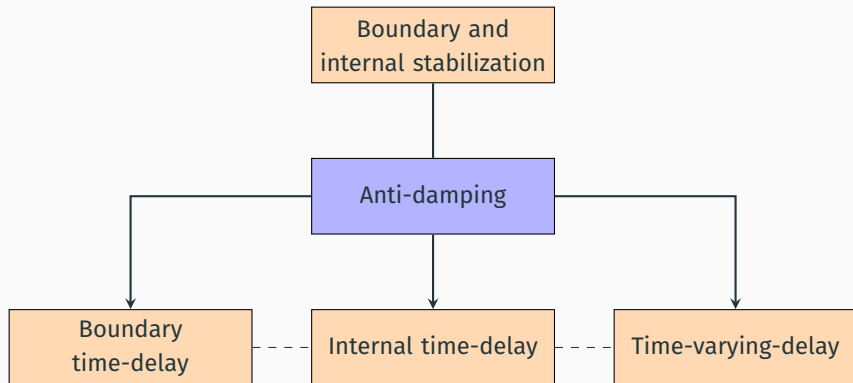 Boundary and
internal stabilization
Anti-damping
Boundary
time-delay
Internal time-delay
Time-varying-delay